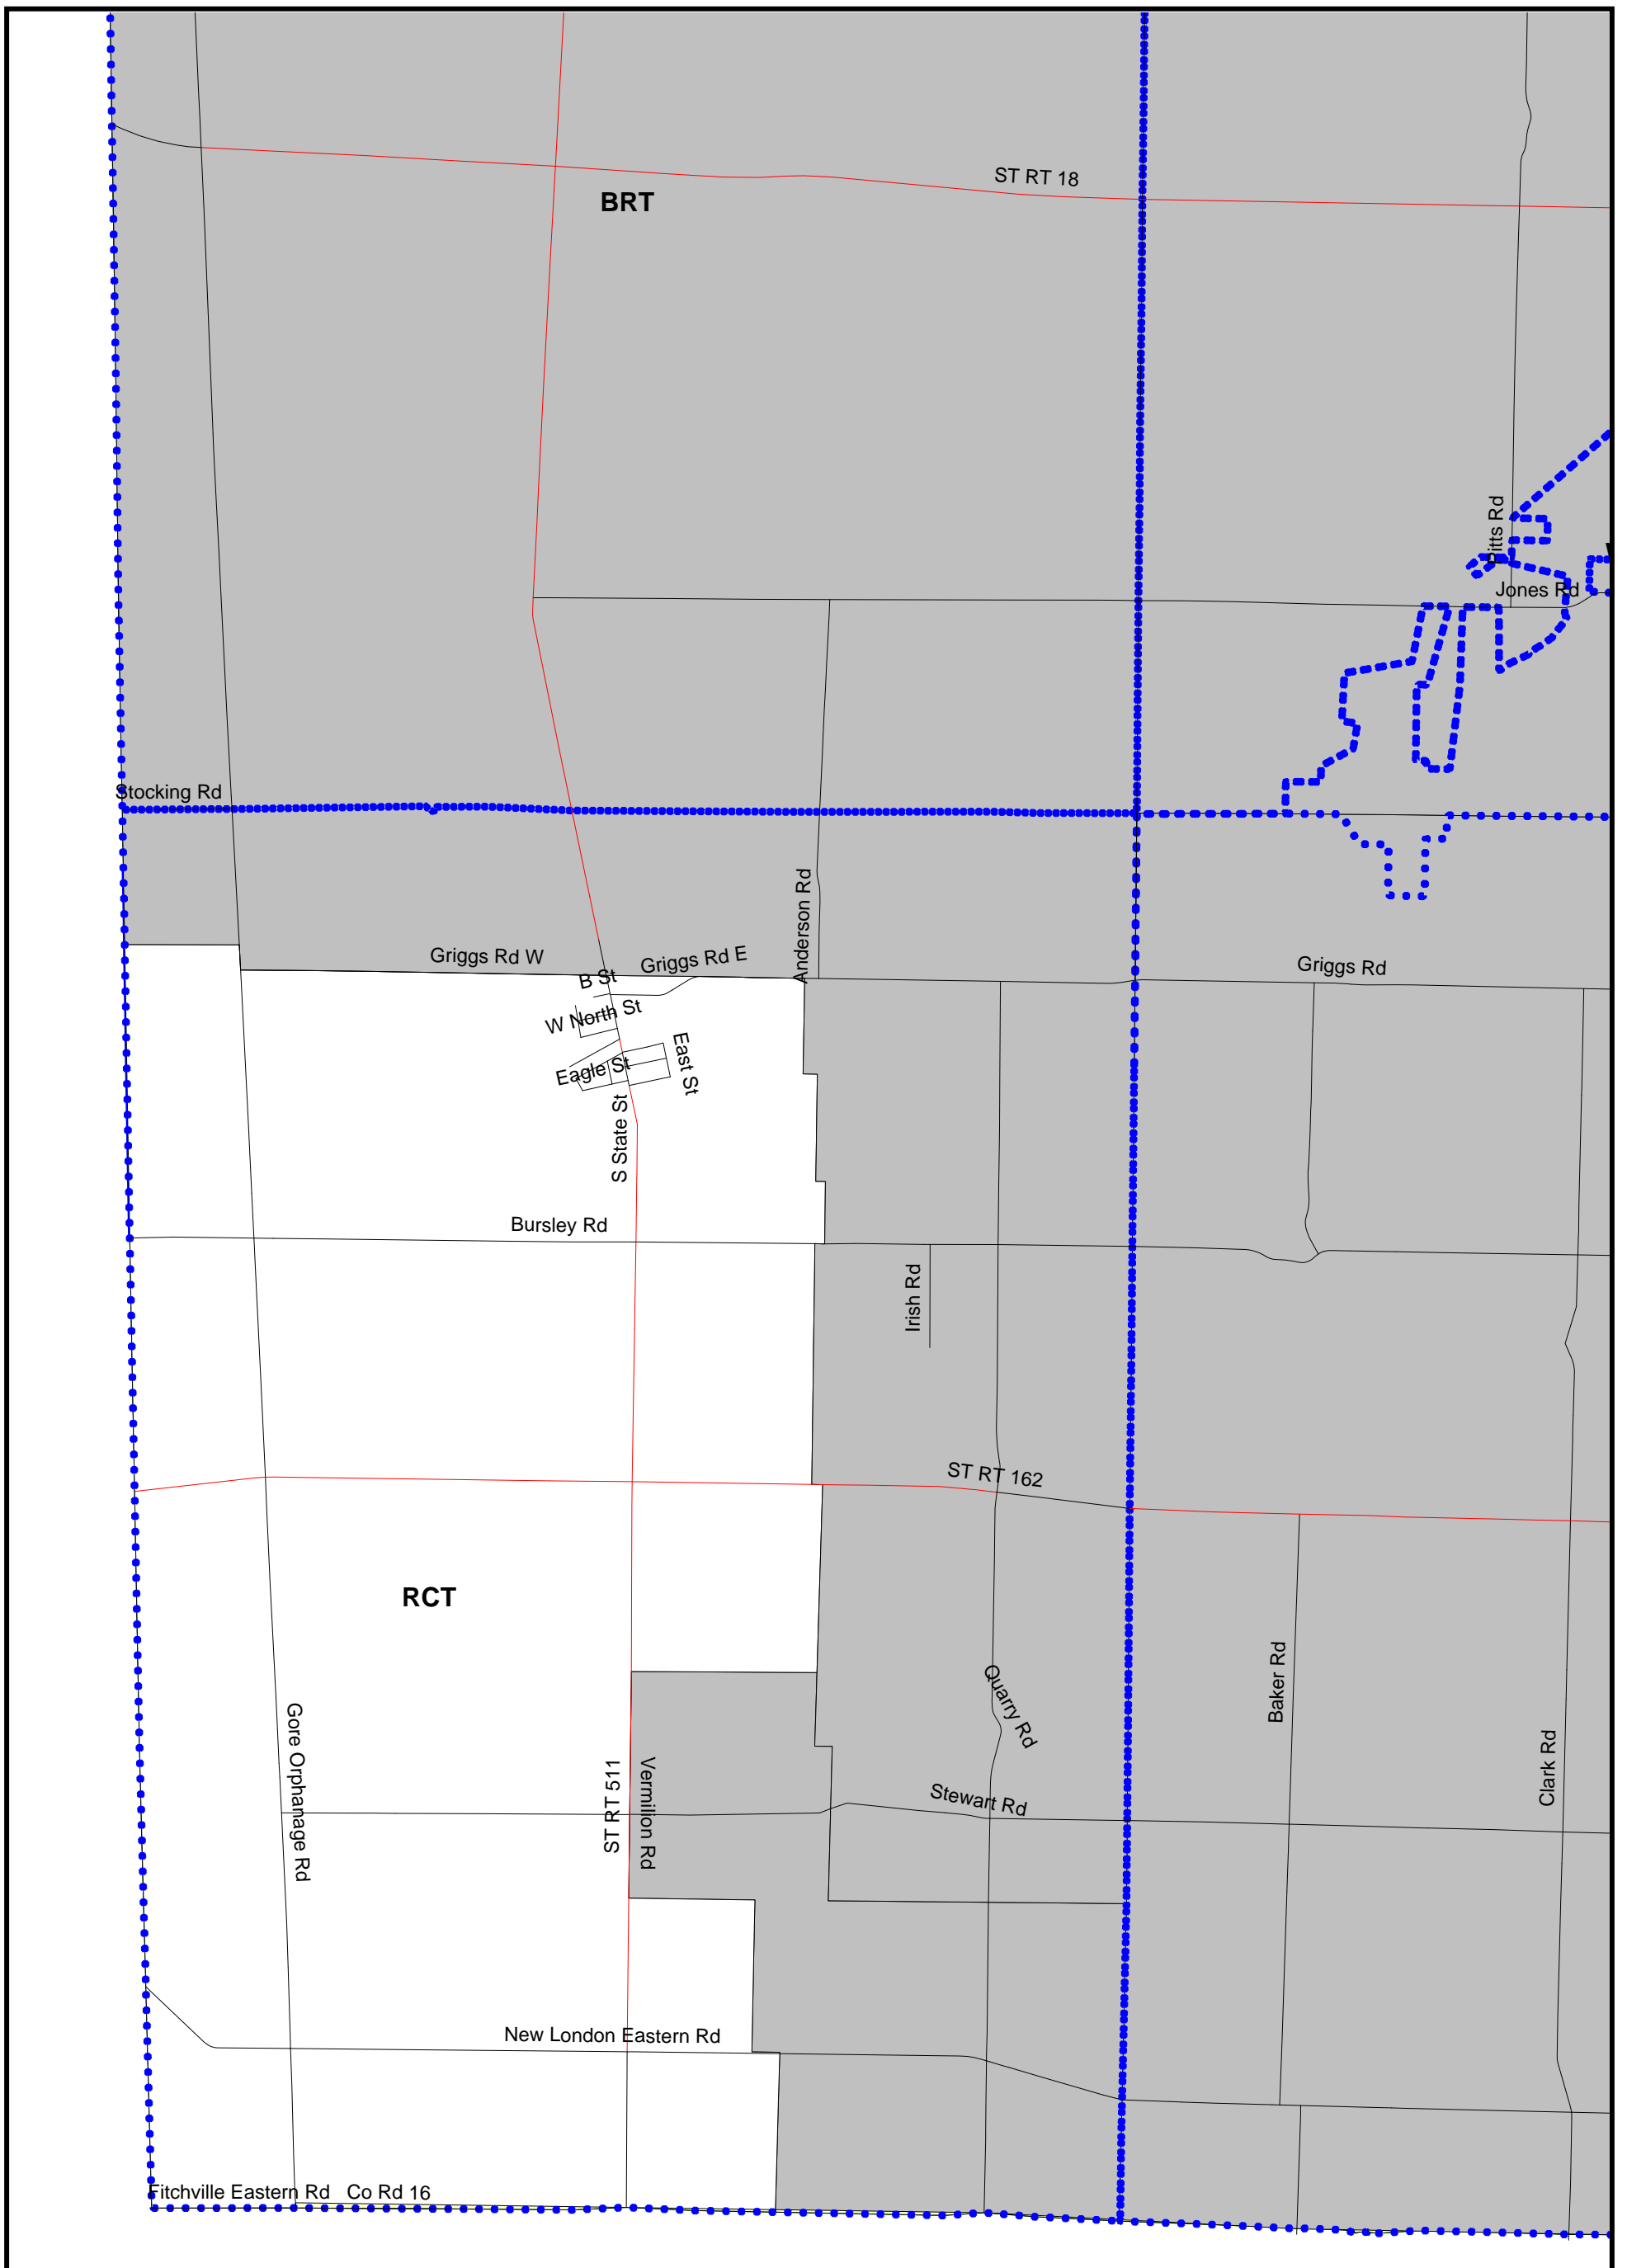 ST RT 18
BRT
Pitts Rd
Jones Rd
Stocking Rd
Anderson Rd
Griggs Rd W
Griggs Rd E
Griggs Rd
B St
W North St
East St
Eagle St
S State St
Bursley Rd
Irish Rd
ST RT 162
RCT
Quarry Rd
Baker Rd
Gore Orphanage Rd
ST RT 511
Vermilion Rd
Clark Rd
Stewart Rd
New London Eastern Rd
Fitchville Eastern Rd Co Rd 16